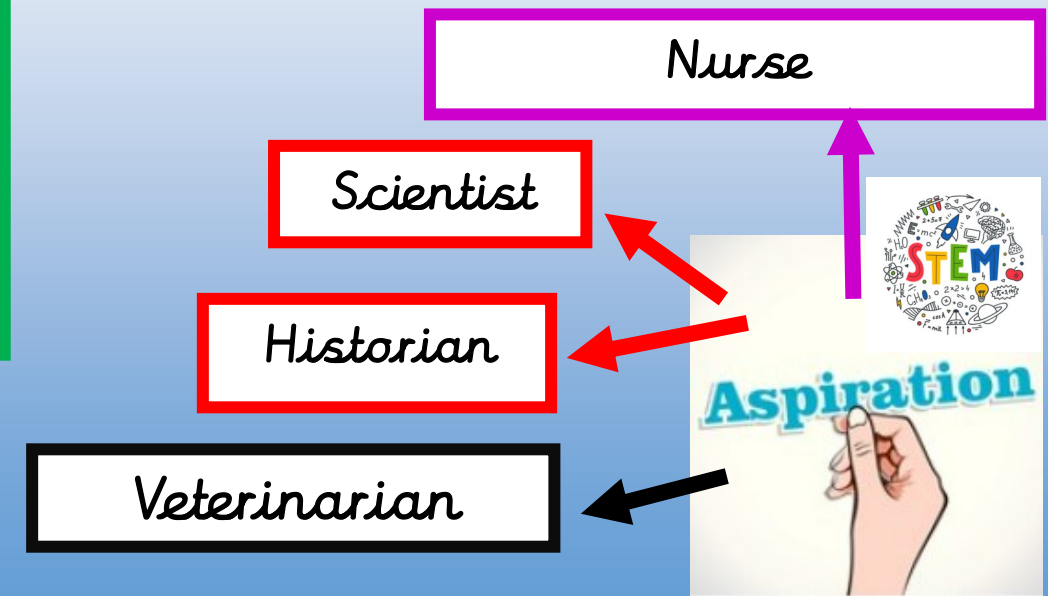 Nurse
Scientist
Historian
Veterinarian
STEM
Aspiration